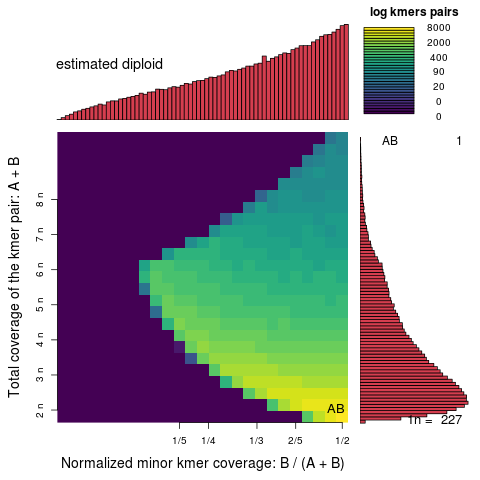 log kmers pairs
estimated diploid
8000
2000
400
90
20
0
0
AB 1
Total coverage of the kmer pair: A + B
8 n
7 n
6 n
5 n
4 n
3 n
2 n
AB
1n = 227
1/5 1/4 1/3 2/5 1/2
Normalized minor kmer coverage: B / (A + B)